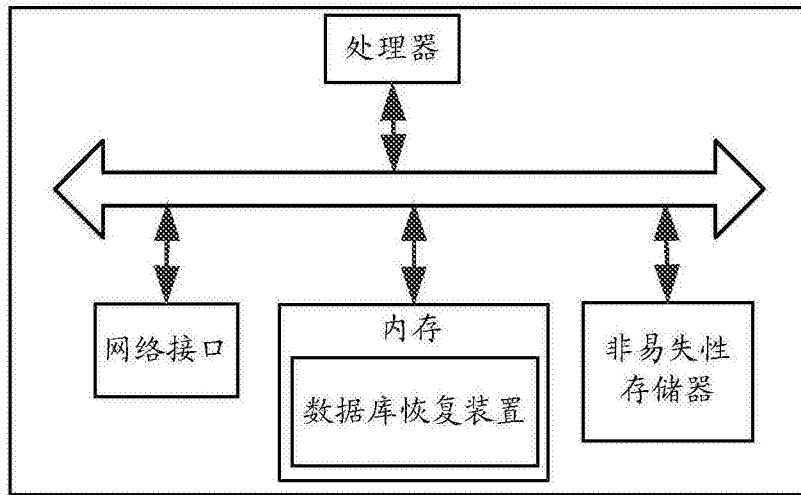 处理器
网络接口
内存
数据库恢复装置
非易失性
存储器